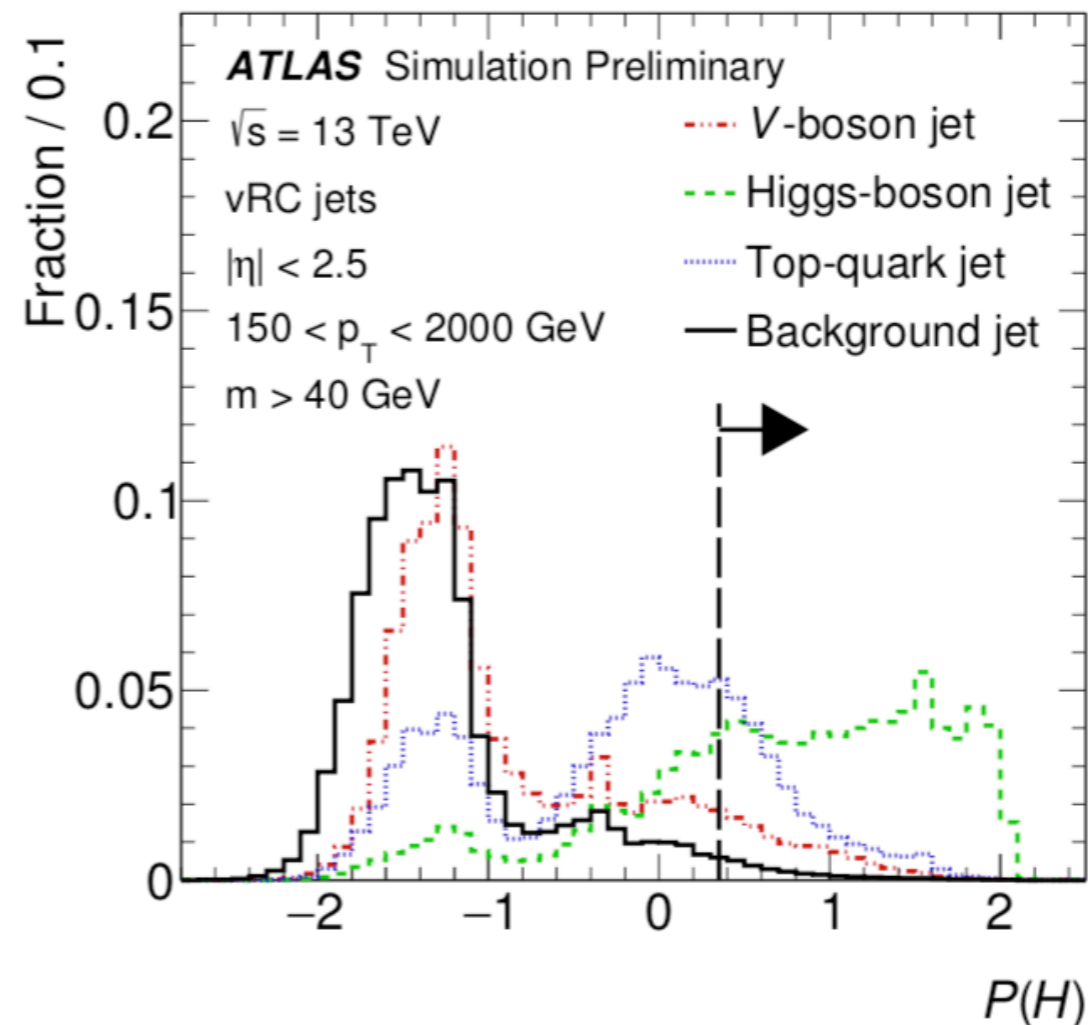 Fraction / 0.1
ATLAS Simulation Preliminary
√s = 13 TeV
vRC jets
|η| < 2.5
150 < p_T < 2000 GeV
m > 40 GeV
V-boson jet
Higgs-boson jet
Top-quark jet
Background jet
0.2
0.15
0.1
0.05
0
−2
−1
0
1
2
P(H)